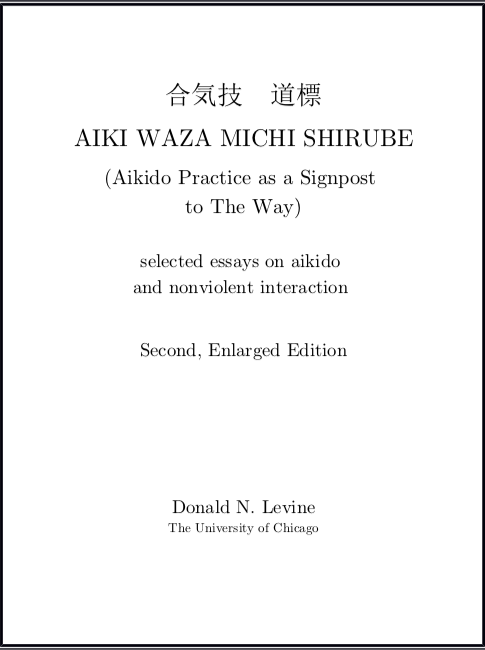 合気技　道標
AIKI WAZA MICHI SHIRUBE
(Aikido Practice as a Signpost
to The Way)
selected essays on aikido
and nonviolent interaction
Second, Enlarged Edition
Donald N. Levine
The University of Chicago